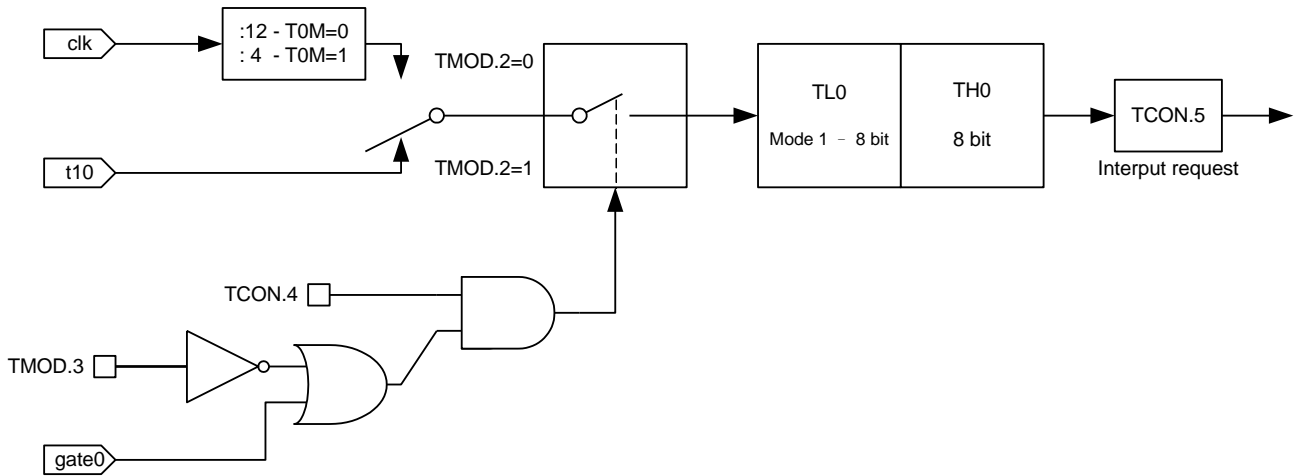 clk
:12 - T0M=0
: 4 - T0M=1
TMOD.2=0
t10
TMOD.2=1
TL0
Mode 1 – 8 bit
TH0
8 bit
TCON.5
Interput request
TCON.4
TMOD.3
gate0